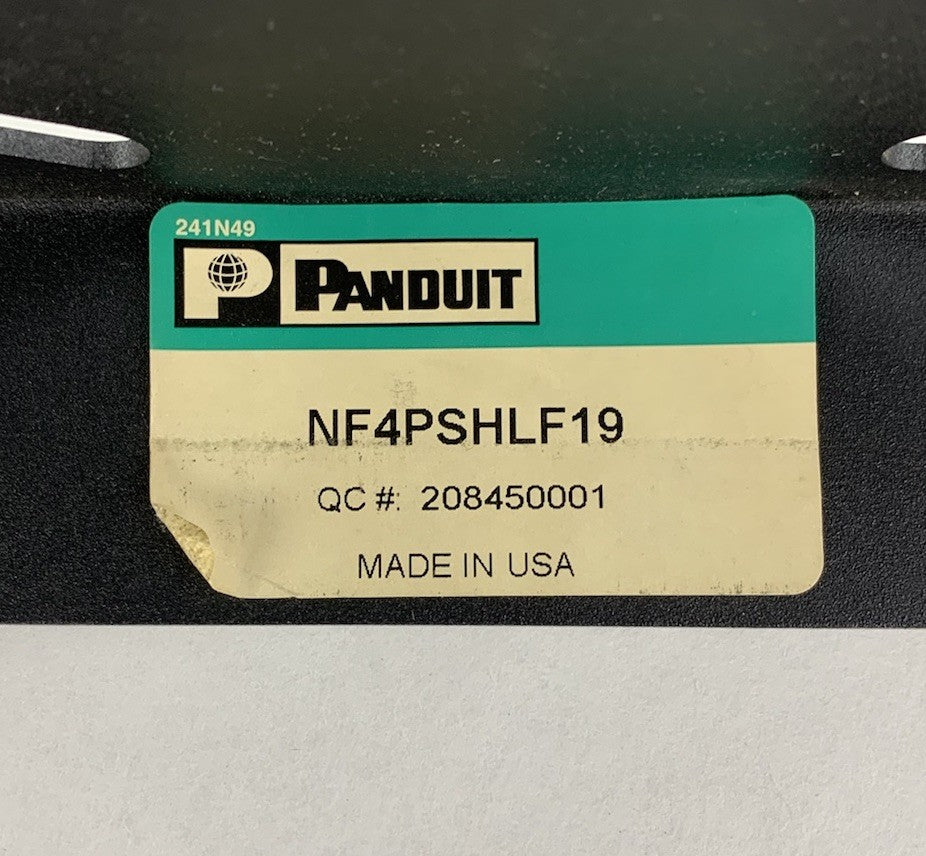 241N49
P PANDUIT
NF4PSHLF19
QC #: 208450001
MADE IN USA